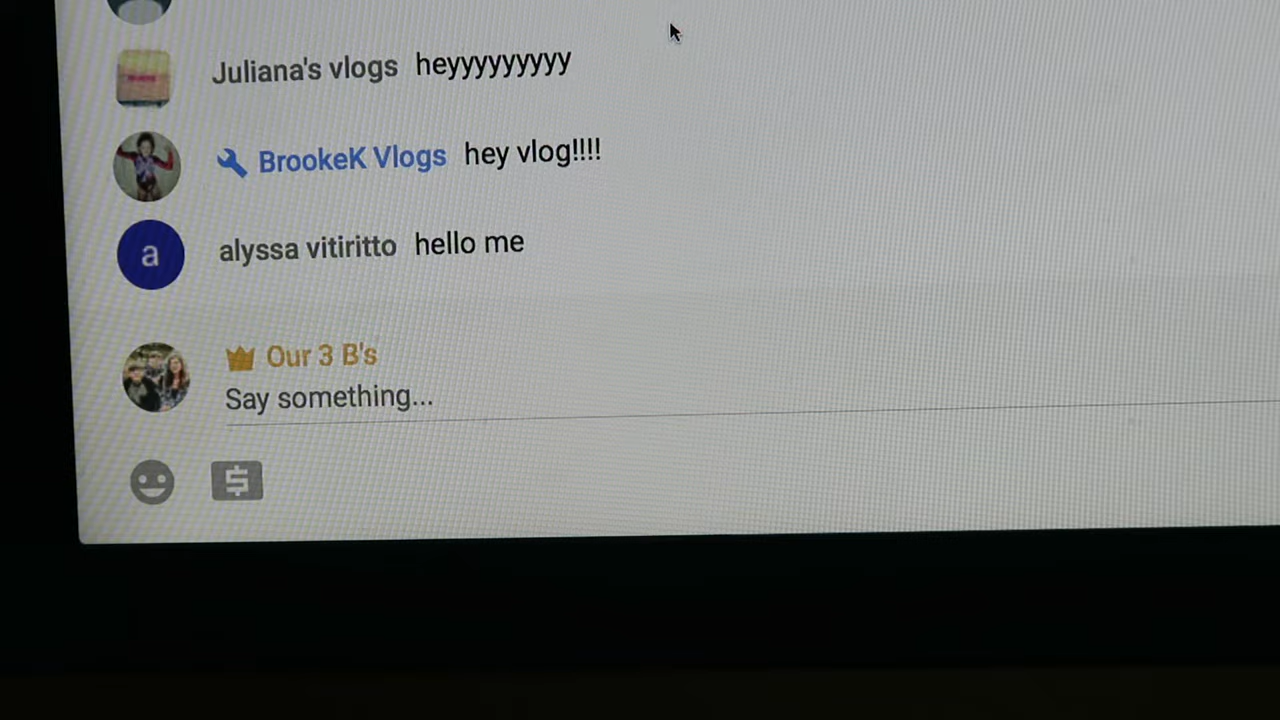 Juliana's vlogs heyyyyyyyyy
BrookeK Vlogs hey vlog!!!!
a
alyssa vitiritto hello me
Our 3 B's
Say something...
$